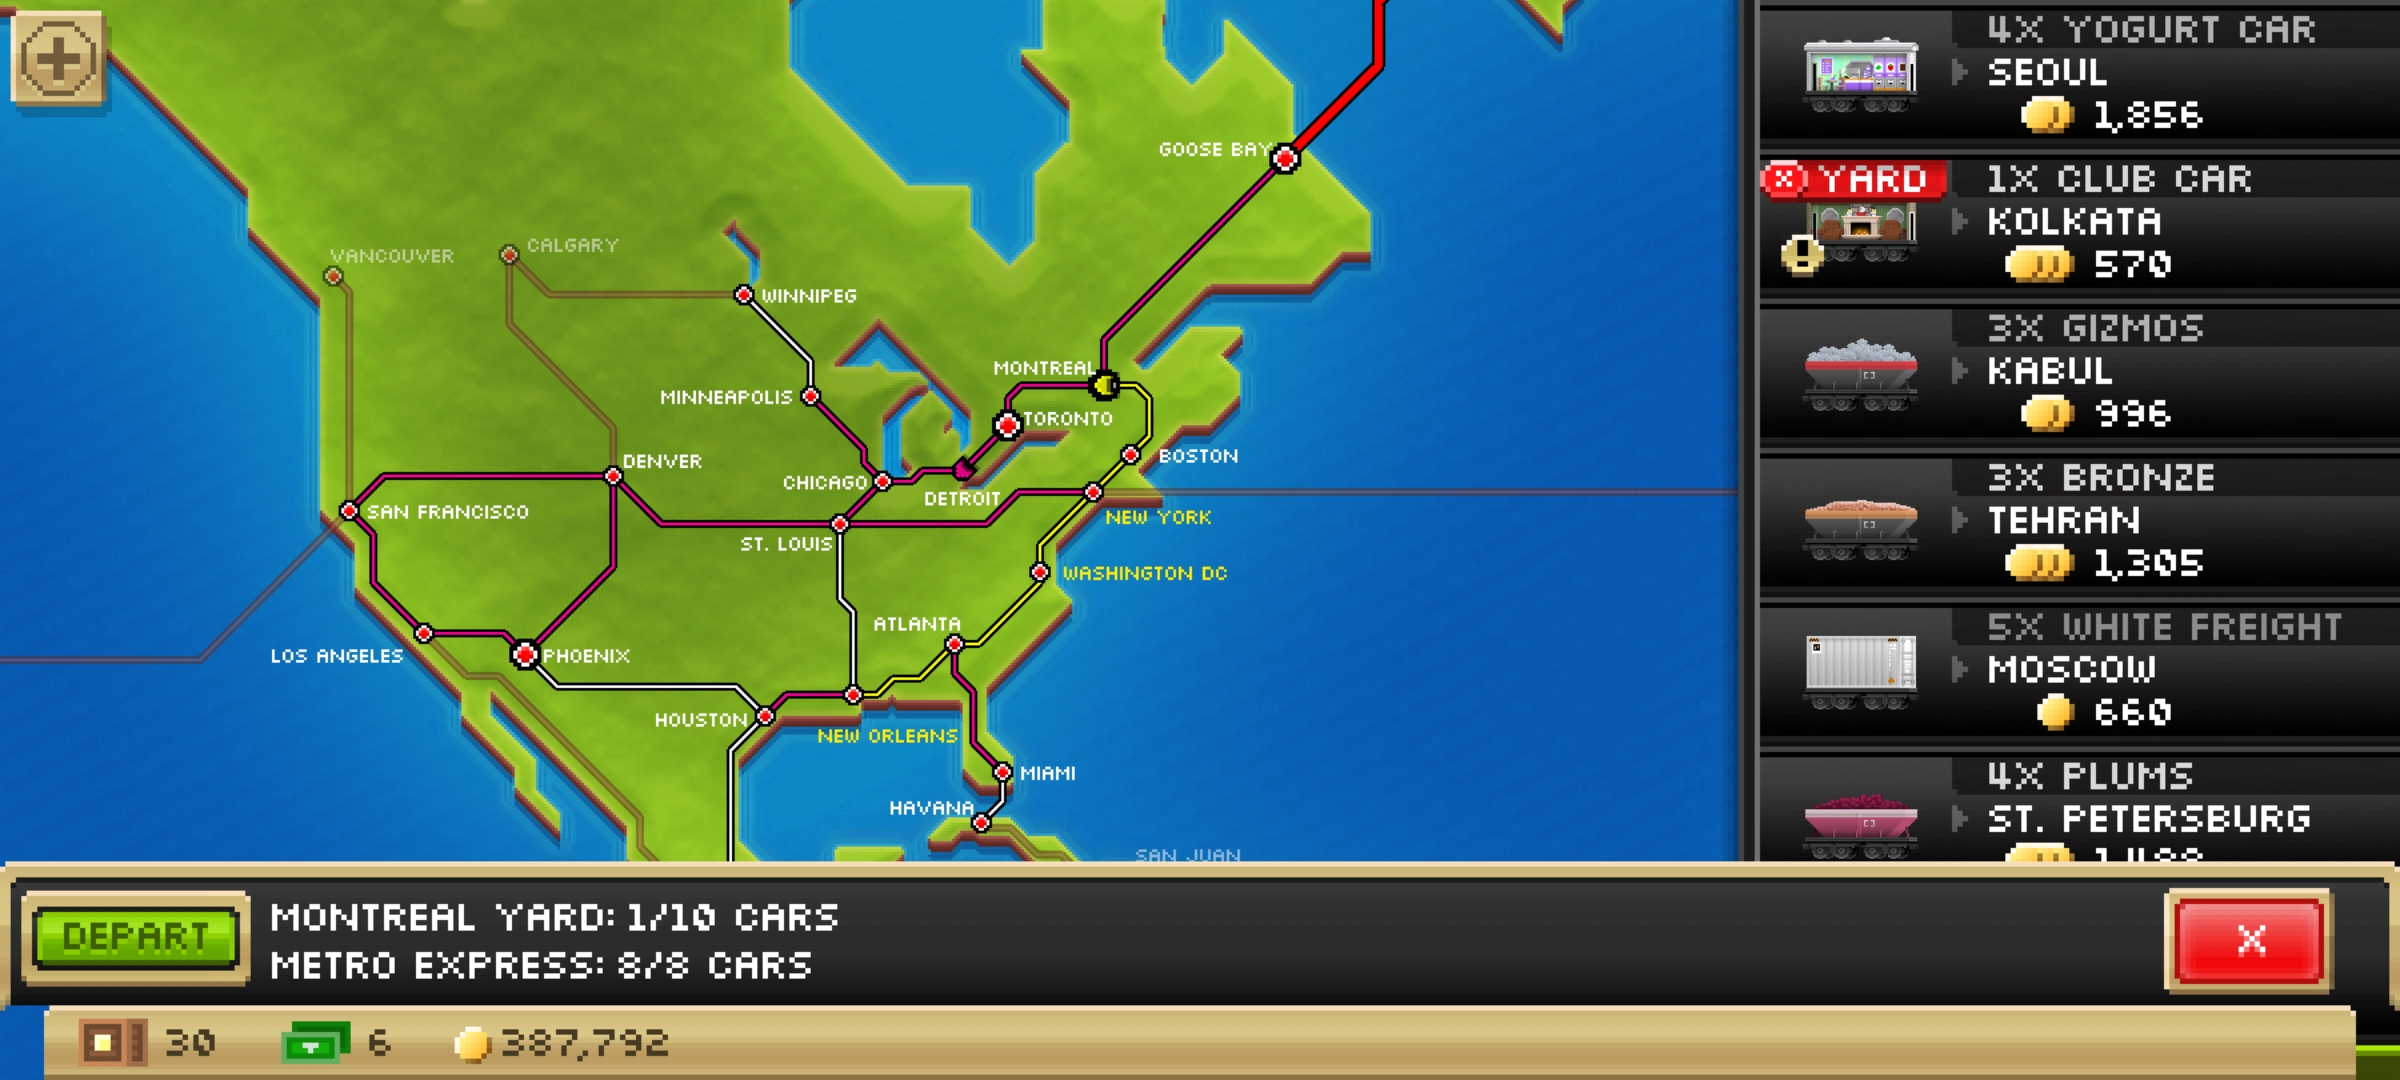 GOOSE BAY
VANCOUVER
CALGARY
WINNIPEG
MONTREAL
MINNEAPOLIS
TORONTO
DENVER
BOSTON
CHICAGO
DETROIT
SAN FRANCISCO
NEW YORK
ST. LOUIS
WASHINGTON DC
ATLANTA
LOS ANGELES
PHOENIX
HOUSTON
NEW ORLEANS
MIAMI
HAVANA
SAN JUAN
4X YOGURT CAR
SEOUL
1,856
YARD
1X CLUB CAR
KOLKATA
570
3X GIZMOS
KABUL
996
3X BRONZE
TEHRAN
1,305
5X WHITE FREIGHT
MOSCOW
660
4X PLUMS
ST. PETERSBURG
DEPART
MONTREAL YARD: 1/10 CARS
METRO EXPRESS: 8/8 CARS
X
30
6
387,792